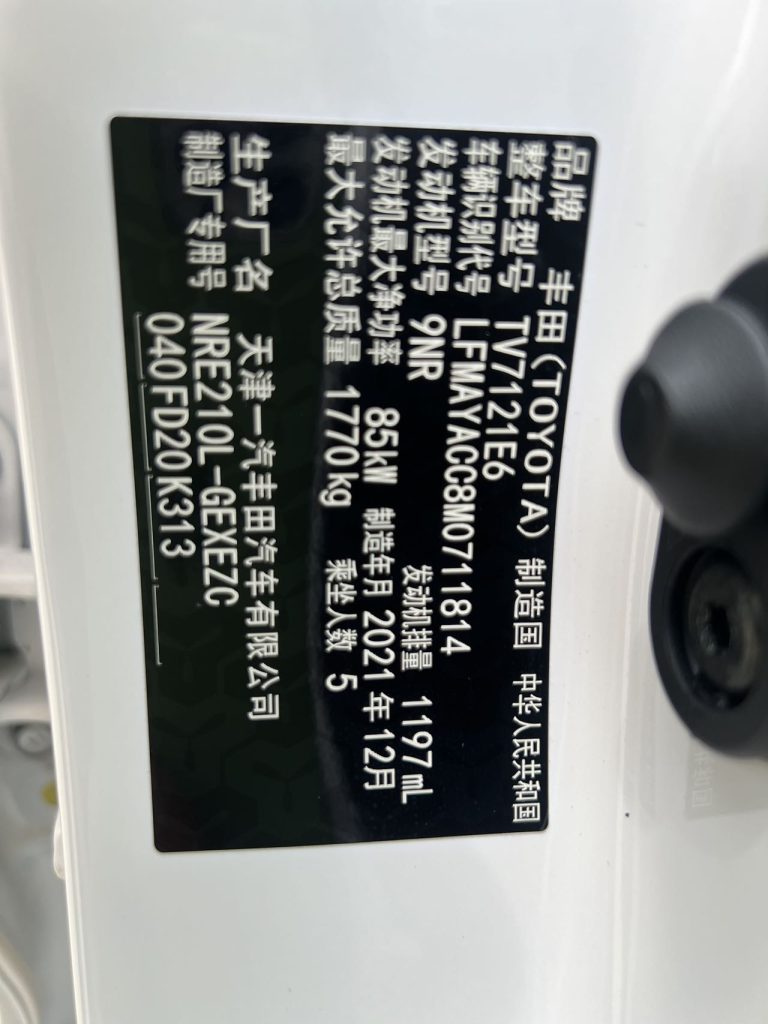 品牌 丰田(TOYOTA) 制造国 中华人民共和国
整车型号 TV7121E6
车辆识别代号 LFMAYACC8M0711814
发动机型号 9NR 发动机排量 1197 mL
发动机最大净功率 85kW 制造年月 2021年12月
最大允许总质量 1770kg 乘坐人数 5
生产厂名 天津一汽丰田汽车有限公司
制造厂专用号 NRE210L-GEXEZC
040 FD20 K313